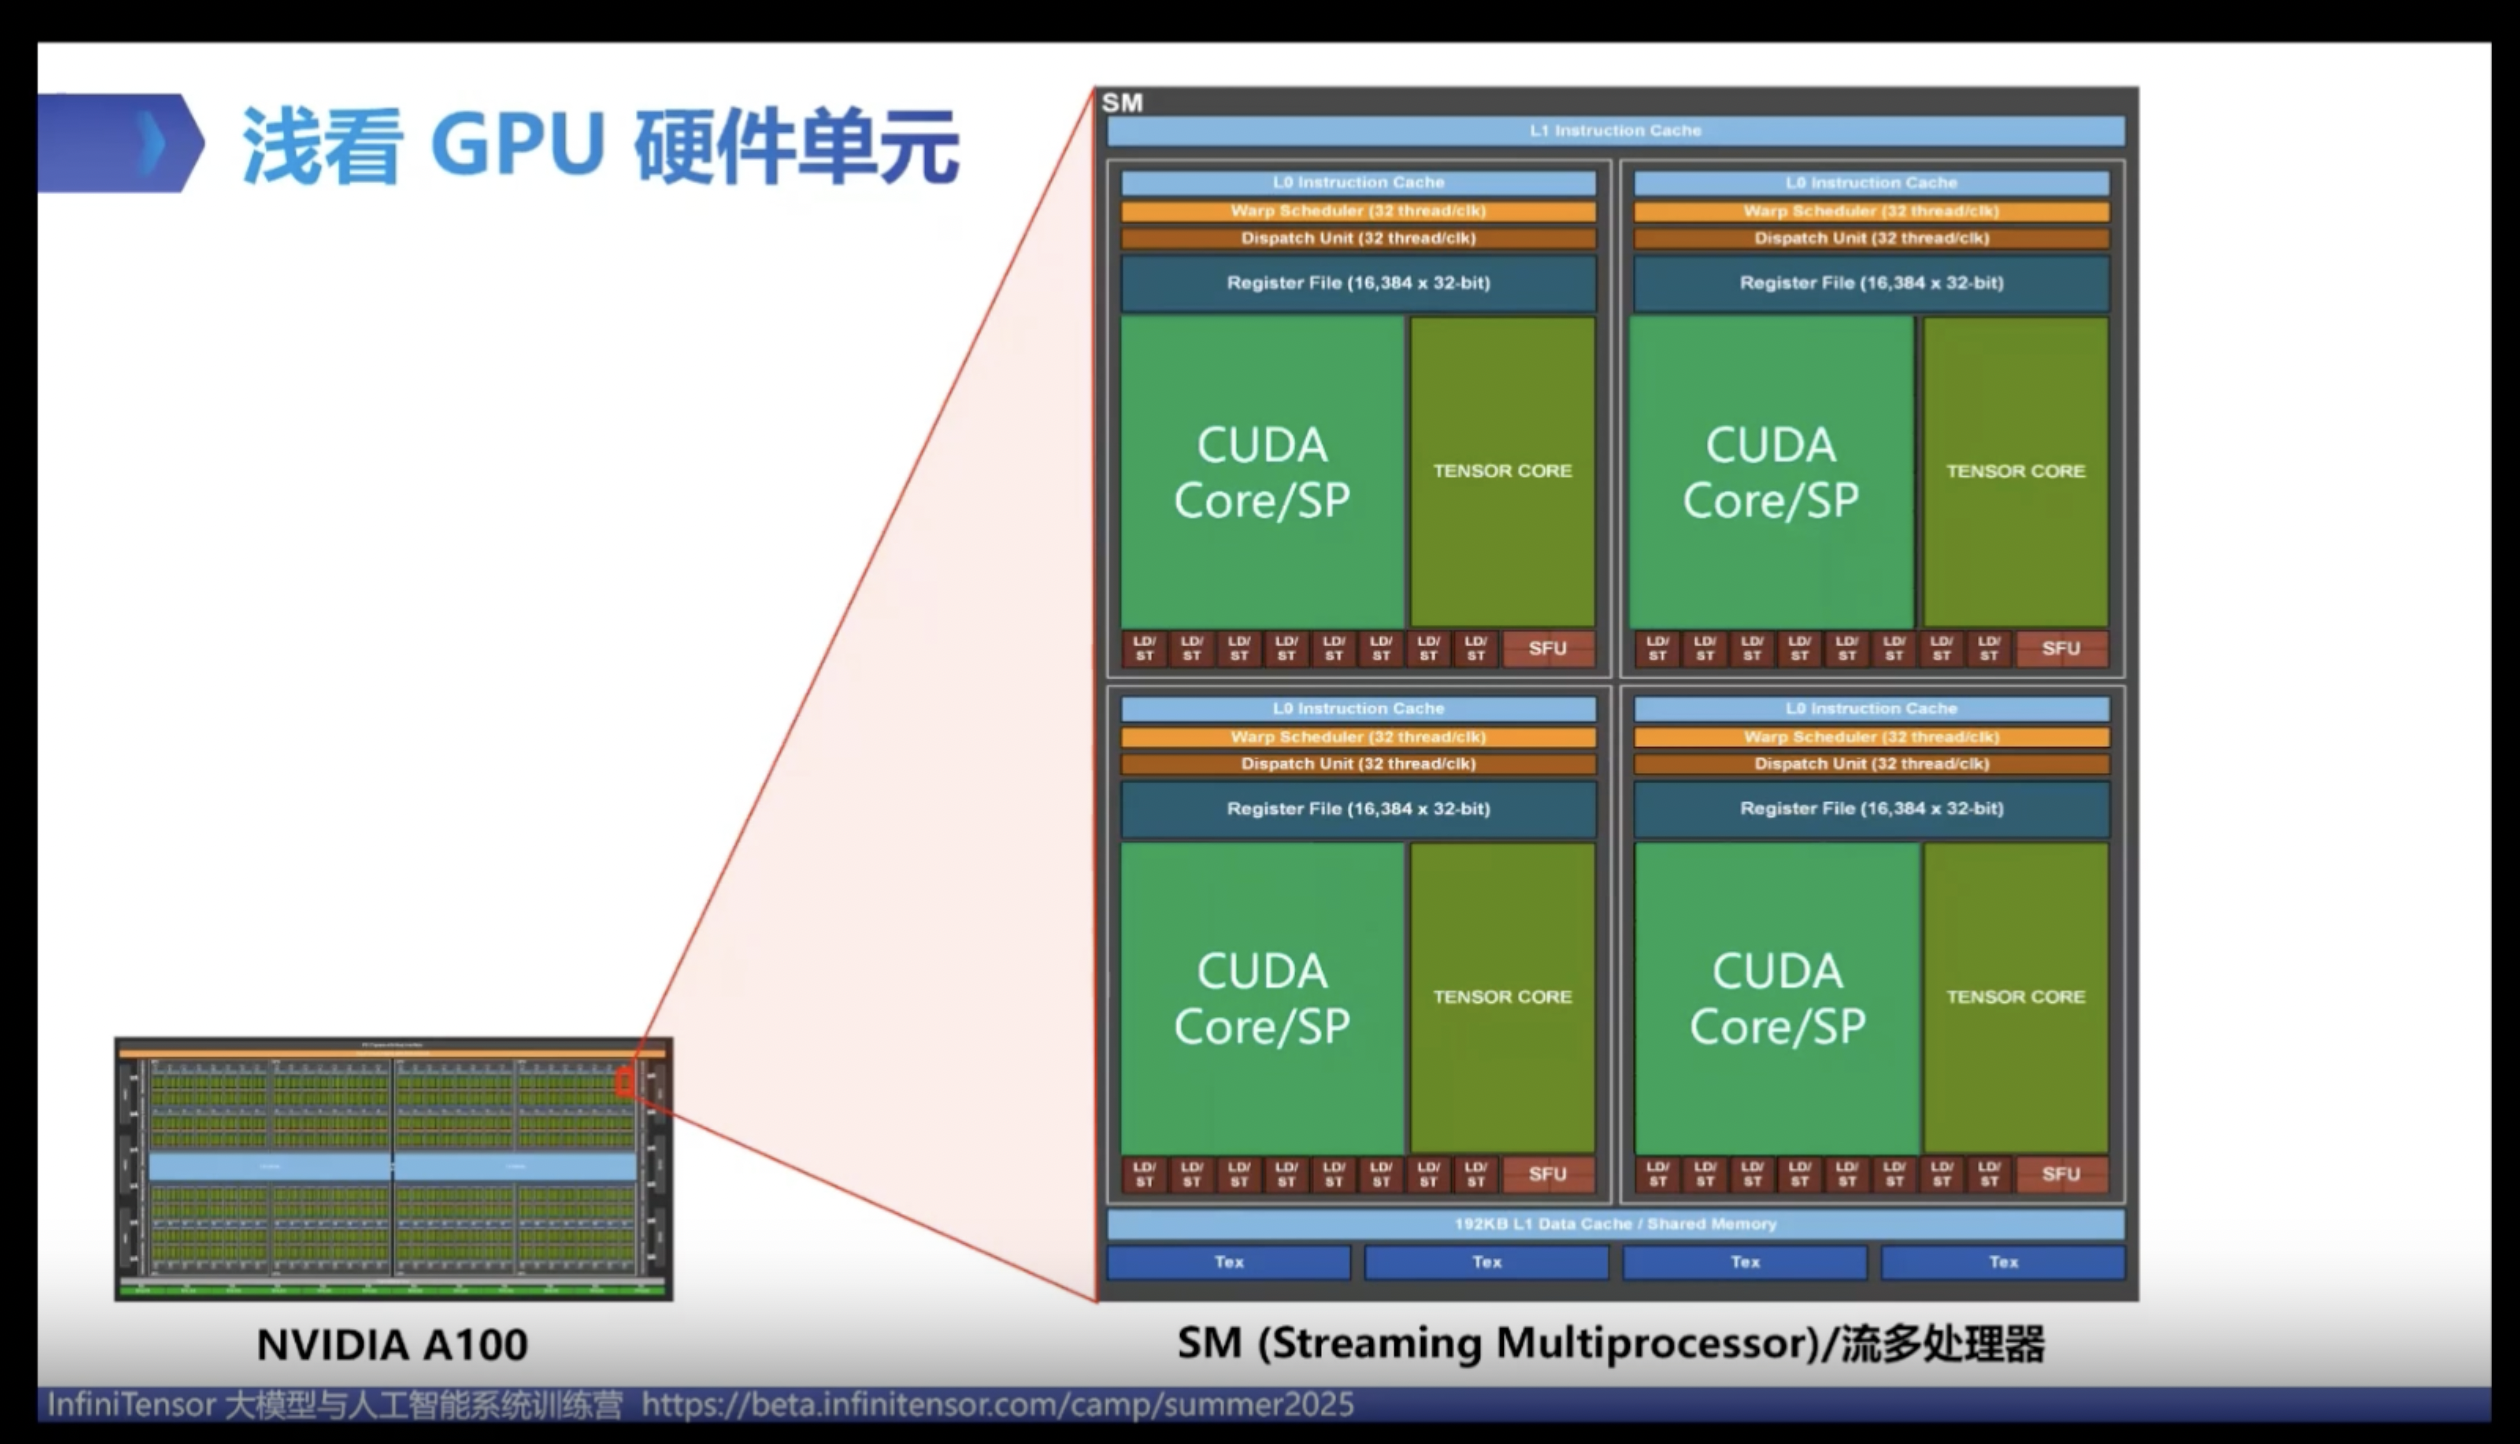 浅看 GPU 硬件单元
SM
L1 Instruction Cache
L0 Instruction Cache
Warp Scheduler (32 thread/clk)
Dispatch Unit (32 thread/clk)
Register File (16,384 x 32-bit)
CUDA
Core/SP
TENSOR CORE
LD/ST LD/ST LD/ST LD/ST LD/ST LD/ST LD/ST LD/ST SFU
L0 Instruction Cache
Warp Scheduler (32 thread/clk)
Dispatch Unit (32 thread/clk)
Register File (16,384 x 32-bit)
CUDA
Core/SP
TENSOR CORE
LD/ST LD/ST LD/ST LD/ST LD/ST LD/ST LD/ST LD/ST SFU
L0 Instruction Cache
Warp Scheduler (32 thread/clk)
Dispatch Unit (32 thread/clk)
Register File (16,384 x 32-bit)
CUDA
Core/SP
TENSOR CORE
LD/ST LD/ST LD/ST LD/ST LD/ST LD/ST LD/ST LD/ST SFU
L0 Instruction Cache
Warp Scheduler (32 thread/clk)
Dispatch Unit (32 thread/clk)
Register File (16,384 x 32-bit)
CUDA
Core/SP
TENSOR CORE
LD/ST LD/ST LD/ST LD/ST LD/ST LD/ST LD/ST LD/ST SFU
192KB L1 Data Cache / Shared Memory
Tex Tex Tex Tex
NVIDIA A100
SM (Streaming Multiprocessor)/流多处理器
InfiniTensor 大模型与人工智能系统训练营 https://beta.infinitensor.com/camp/summer2025